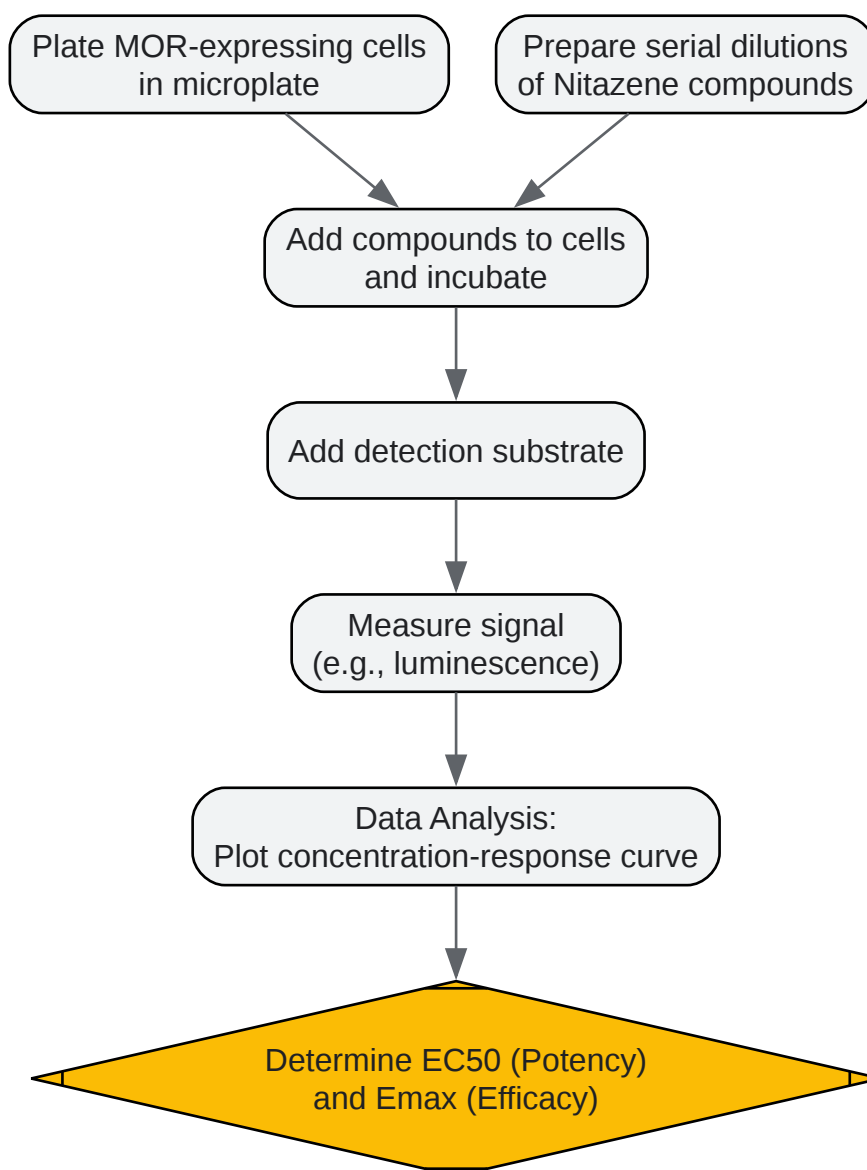 Plate MOR-expressing cells
in microplate
Prepare serial dilutions
of Nitazene compounds
Add compounds to cells
and incubate
Add detection substrate
Measure signal
(e.g., luminescence)
Data Analysis:
Plot concentration-response curve
Determine EC50 (Potency)
and Emax (Efficacy)